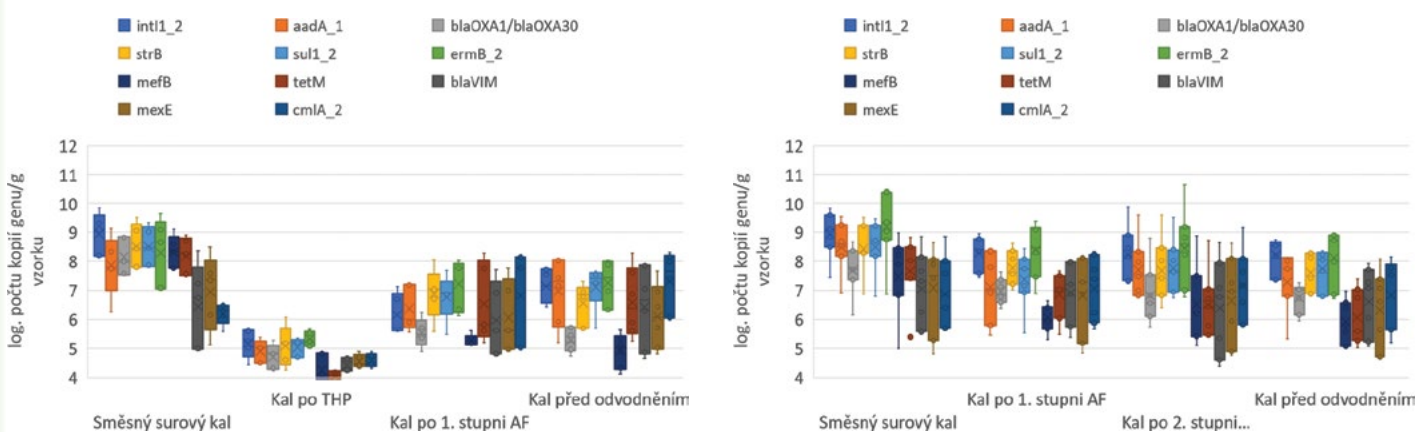 intI1_2 aadA_1 blaOXA1/blaOXA30
strB sul1_2 ermB_2
mefB tetM blaVIM
mexE cmlA_2
log. počtu kopií genu/g
vzorku
12
11
10
9
8
7
6
5
4
Kal po THP Kal před odvodněním
Směsný surový kal Kal po 1. stupni AF
intI1_2 aadA_1 blaOXA1/blaOXA30
strB sul1_2 ermB_2
mefB tetM blaVIM
mexE cmlA_2
log. počtu kopií genu/g
vzorku
12
11
10
9
8
7
6
5
4
Kal po 1. stupni AF Kal před odvodněním
Směsný surový kal Kal po 2. stupni...